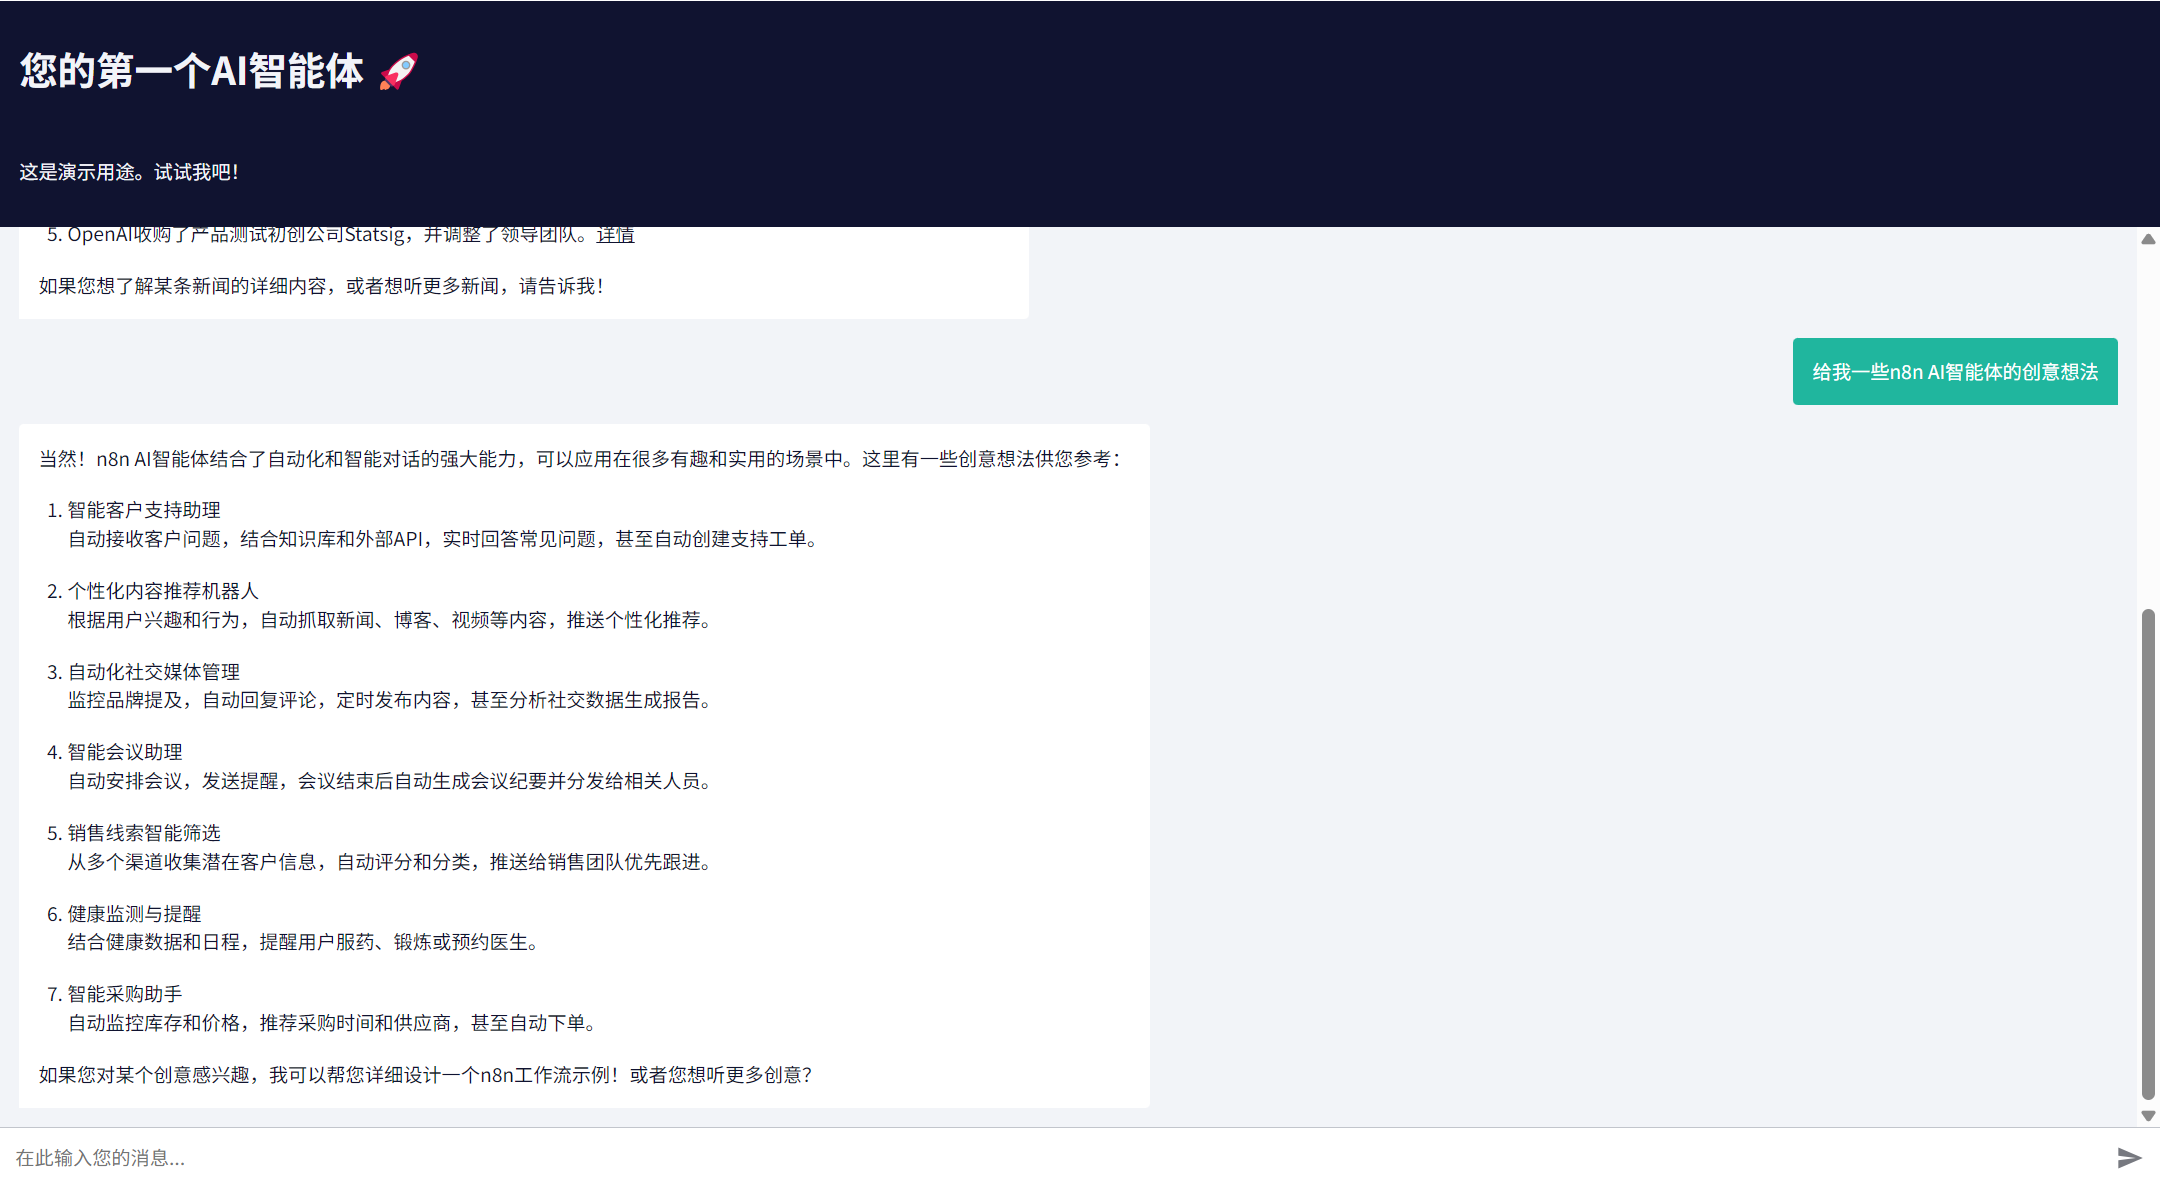 您的第一个AI智能体 🚀
这是演示用途。试试我吧！
5. OpenAI收购了产品测试初创公司Statsig，并调整了领导团队。详情
如果您想了解某条新闻的详细内容，或者想听更多新闻，请告诉我！
给我一些n8n AI智能体的创意想法
当然！n8n AI智能体结合了自动化和智能对话的强大能力，可以应用在很多有趣和实用的场景中。这里有一些创意想法供您参考：
1. 智能客户支持助理
自动接收客户问题，结合知识库和外部API，实时回答常见问题，甚至自动创建支持工单。
2. 个性化内容推荐机器人
根据用户兴趣和行为，自动抓取新闻、博客、视频等内容，推送个性化推荐。
3. 自动化社交媒体管理
监控品牌提及，自动回复评论，定时发布内容，甚至分析社交数据生成报告。
4. 智能会议助理
自动安排会议，发送提醒，会议结束后自动生成会议纪要并分发给相关人员。
5. 销售线索智能筛选
从多个渠道收集潜在客户信息，自动评分和分类，推送给销售团队优先跟进。
6. 健康监测与提醒
结合健康数据和日程，提醒用户服药、锻炼或预约医生。
7. 智能采购助手
自动监控库存和价格，推荐采购时间和供应商，甚至自动下单。
如果您对某个创意感兴趣，我可以帮您详细设计一个n8n工作流示例！或者您想听更多创意？
在此输入您的消息...